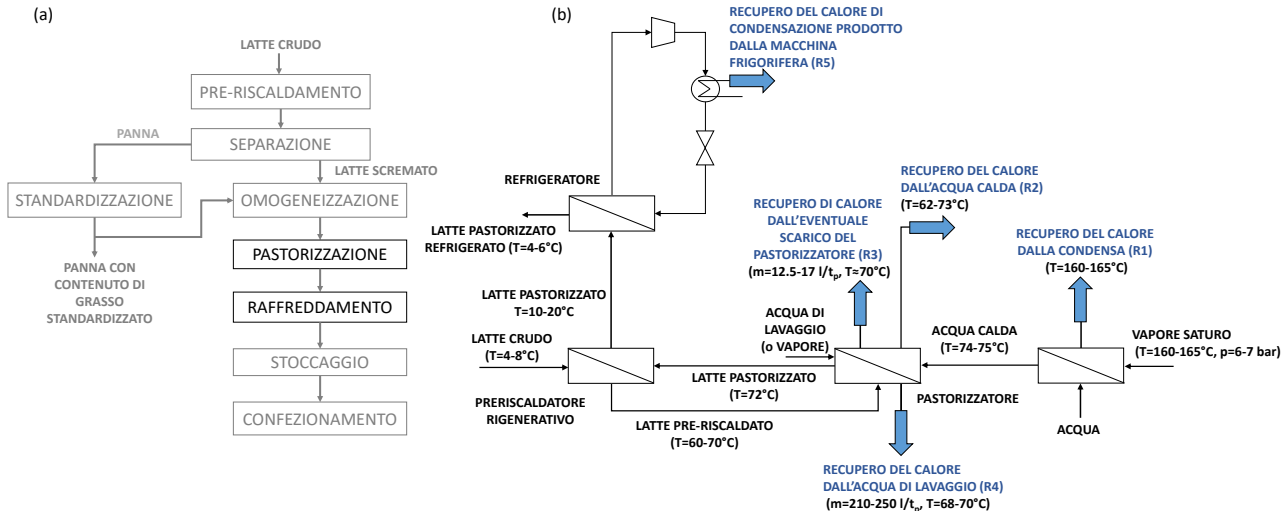 (a)
LATTE CRUDO
PRE-RISCALDAMENTO
PANNA
SEPARAZIONE
LATTE SCREMATO
STANDARDIZZAZIONE
OMOGENEIZZAZIONE
PASTORIZZAZIONE
PANNA CON
CONTENUTO DI
GRASSO
STANDARDIZZATO
RAFFREDDAMENTO
STOCCAGGIO
CONFEZIONAMENTO
(b)
RECUPERO DEL CALORE DI
CONDENSAZIONE PRODOTTO
DALLA MACCHINA
FRIGORIFERA (R5)
REFRIGERATORE
LATTE PASTORIZZATO
REFRIGERATO (T=4-6°C)
RECUPERO DI CALORE
DALL'EVENTUALE
SCARICO DEL
PASTORIZZATORE (R3)
(m=12.5-17 l/tp, T≈70°C)
RECUPERO DEL CALORE
DALL'ACQUA CALDA (R2)
(T=62-73°C)
RECUPERO DEL CALORE
DALLA CONDENSA (R1)
(T=160-165°C)
LATTE PASTORIZZATO
T=10-20°C
LATTE CRUDO
(T=4-8°C)
ACQUA DI
LAVAGGIO
(o VAPORE)
ACQUA CALDA
(T=74-75°C)
VAPORE SATURO
(T=160-165°C, p=6-7 bar)
LATTE PASTORIZZATO
(T=72°C)
PRERISCALDATORE
RIGENERATIVO
PASTORIZZATORE
LATTE PRE-RISCALDATO
(T=60-70°C)
ACQUA
RECUPERO DEL CALORE
DALL'ACQUA DI LAVAGGIO (R4)
(m=210-250 l/tp, T=68-70°C)